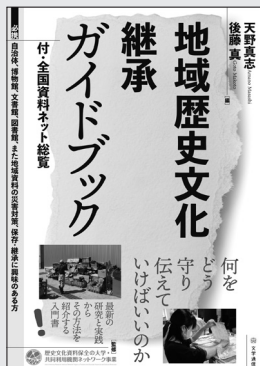 天野真志
Amano Masashi
後藤 真
Goto Makoto
編
地域歴史文化
継承
ガイドブック
付・全国資料ネット総覧
必携
自治体、博物館、文書館、図書館、また地域資料の災害対策、保存・継承に興味のある方
何を
どう
守り
伝えて
いけばいいのか
最新の
研究と実践
から
その方法を
紹介する
入門書
!
監修
歴史文化資料保全の大学・
共同利用機関ネットワーク事業
文学通信